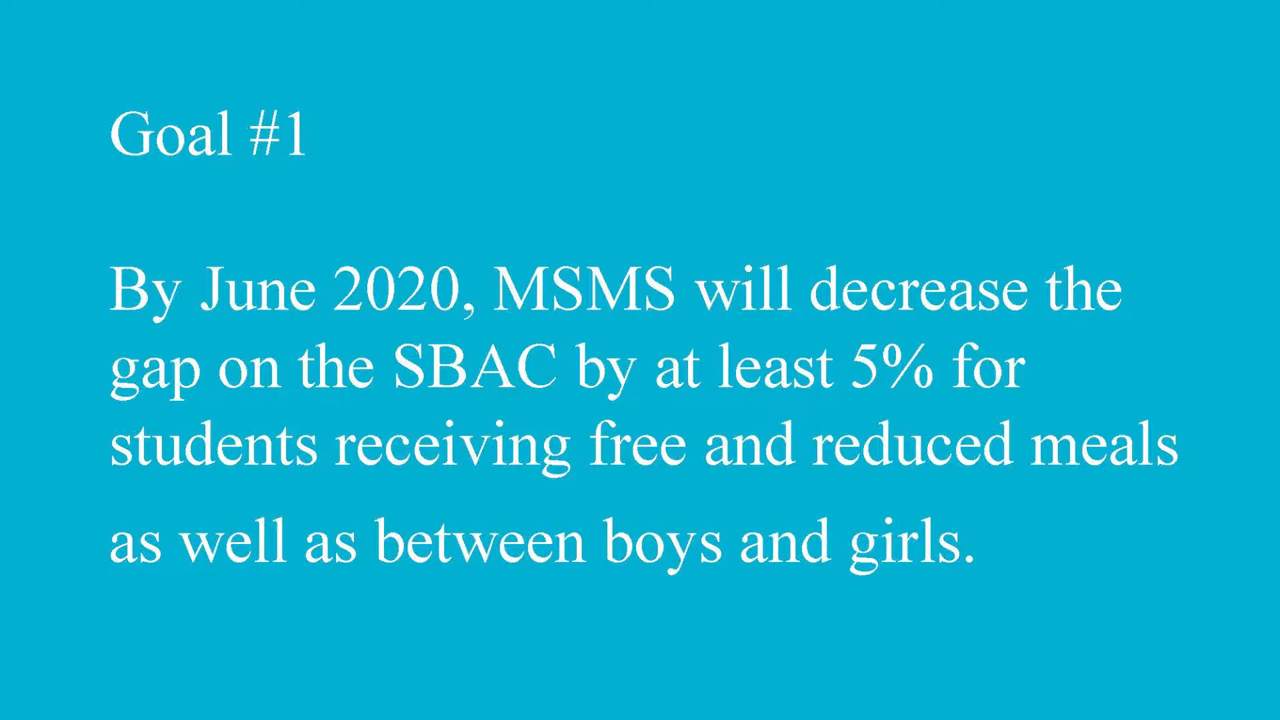 Goal #1
By June 2020, MSMS will decrease the
gap on the SBAC by at least 5% for
students receiving free and reduced meals
as well as between boys and girls.